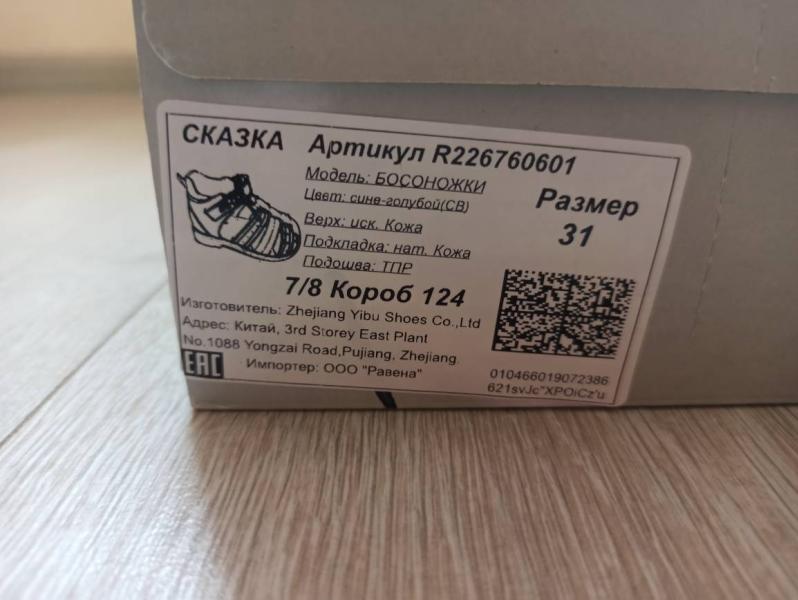 СКАЗКА Артикул R226760601
Модель: БОСОНОЖКИ
Цвет: сине-голубой(СВ)
Верх: иск. Кожа
Подкладка: нат. Кожа
Подошва: ТПР
Размер
31
7/8 Короб 124
Изготовитель: Zhejiang Yibu Shoes Co.,Ltd
Адрес: Китай, 3rd Storey East Plant
No.1088 Yongzai Road,Pujiang, Zhejiang.
EAC Импортер: ООО "Равена"
010466019072386
621svJc"XPOiCz'u